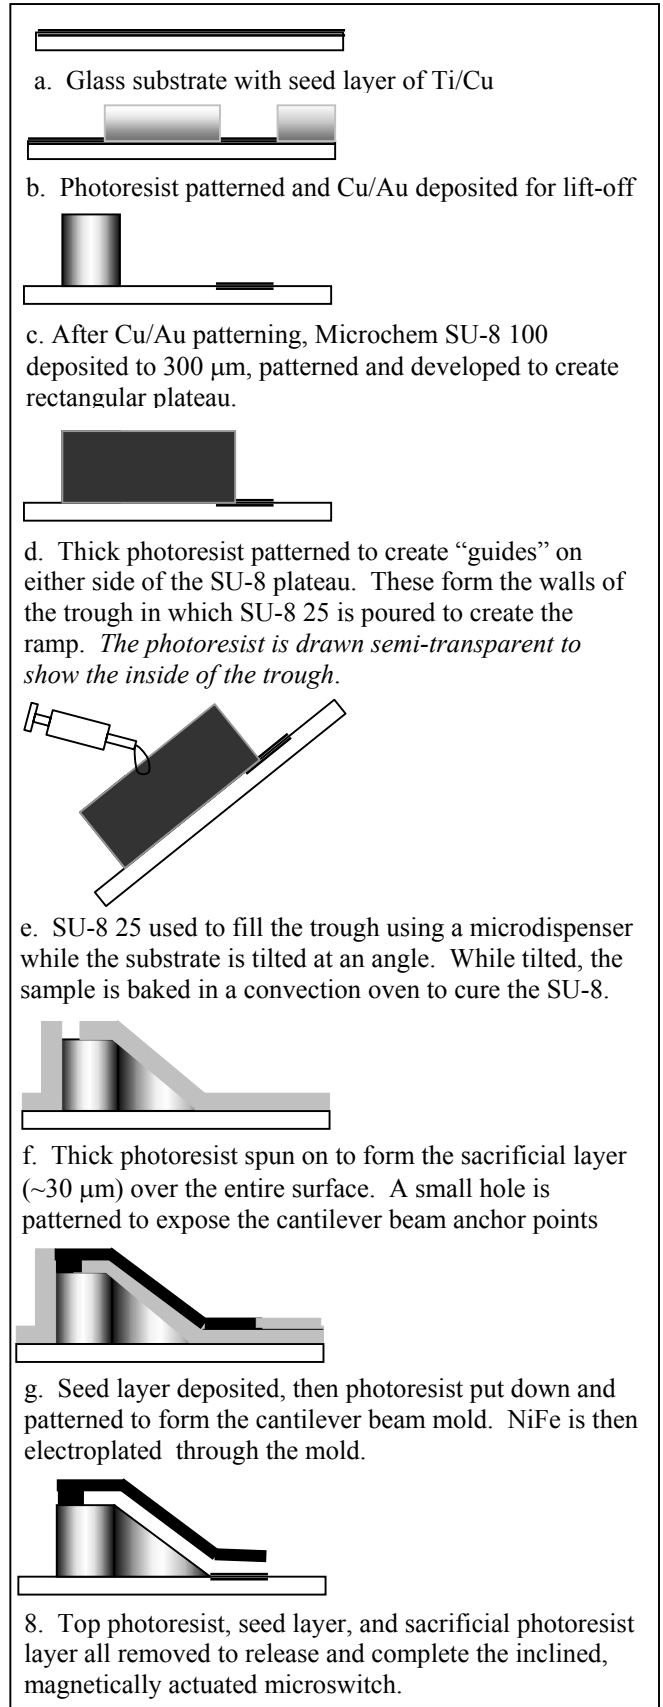 a.  Glass substrate with seed layer of Ti/Cu
b.  Photoresist patterned and Cu/Au deposited for lift-off
c. After Cu/Au patterning, Microchem SU-8 100
deposited to 300 μm, patterned and developed to create
rectangular plateau.
d.  Thick photoresist patterned to create “guides” on
either side of the SU-8 plateau.  These form the walls of
the trough in which SU-8 25 is poured to create the
ramp.  The photoresist is drawn semi-transparent to
show the inside of the trough.
e.  SU-8 25 used to fill the trough using a microdispenser
while the substrate is tilted at an angle.  While tilted, the
sample is baked in a convection oven to cure the SU-8.
f.  Thick photoresist spun on to form the sacrificial layer
(~30 μm) over the entire surface.  A small hole is
patterned to expose the cantilever beam anchor points
g.  Seed layer deposited, then photoresist put down and
patterned to form the cantilever beam mold.  NiFe is then
electroplated  through the mold.
8.  Top photoresist, seed layer, and sacrificial photoresist
layer all removed to release and complete the inclined,
magnetically actuated microswitch.